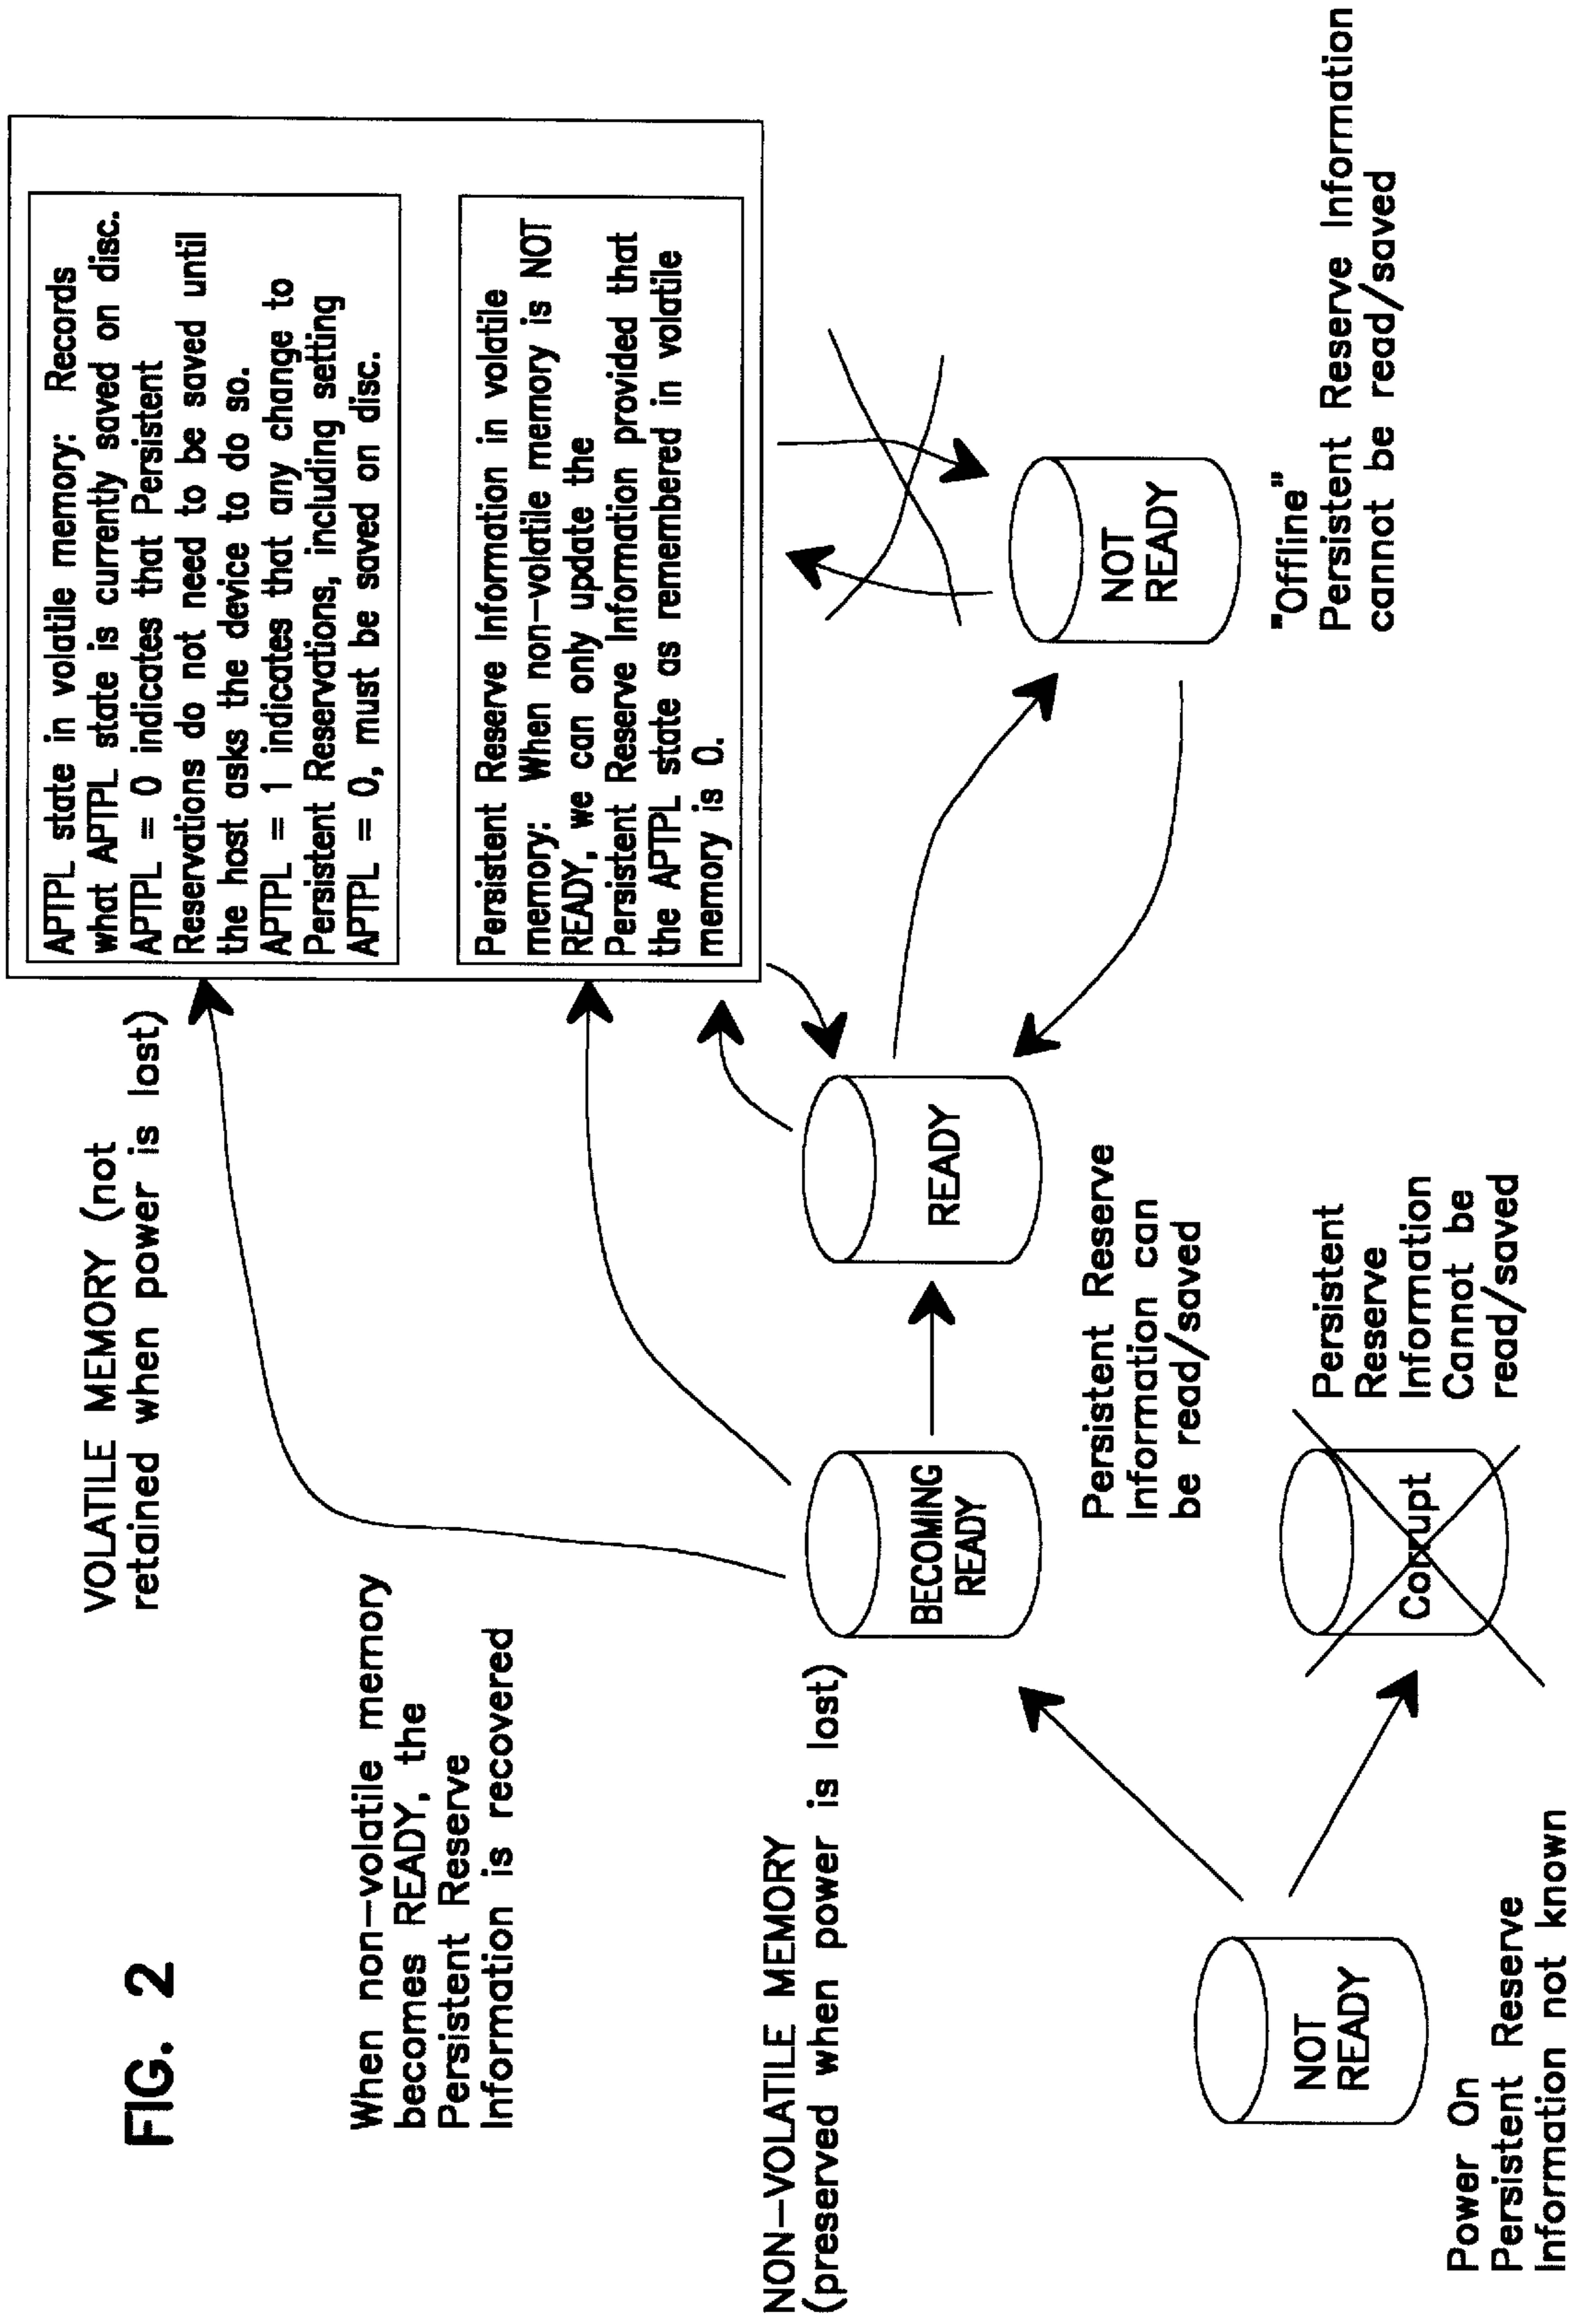 FIG. 2
VOLATILE MEMORY (not
retained when power is lost)
APTPL state in volatile memory: Records
what APTPL state is currently saved on disc.
APTPL = 0 indicates that Persistent
Reservations do not need to be saved until
the host asks the device to do so.
APTPL = 1 indicates that any change to
Persistent Reservations, including setting
APTPL = 0, must be saved on disc.
Persistent Reserve Information in volatile
memory: When non-volatile memory is NOT
READY, we can only update the
Persistent Reserve Information provided that
the APTPL state as remembered in volatile
memory is 0.
When non-volatile memory
becomes READY, the
Persistent Reserve
Information is recovered
NON-VOLATILE MEMORY
(preserved when power is lost)
BECOMING
READY
READY
NOT
READY
Persistent Reserve
Information can
be read/saved
"Offline"
Persistent Reserve Information
cannot be read/saved
NOT
READY
Corrupt
Persistent
Reserve
Information
Cannot be
read/saved
Power On
Persistent Reserve
Information not known